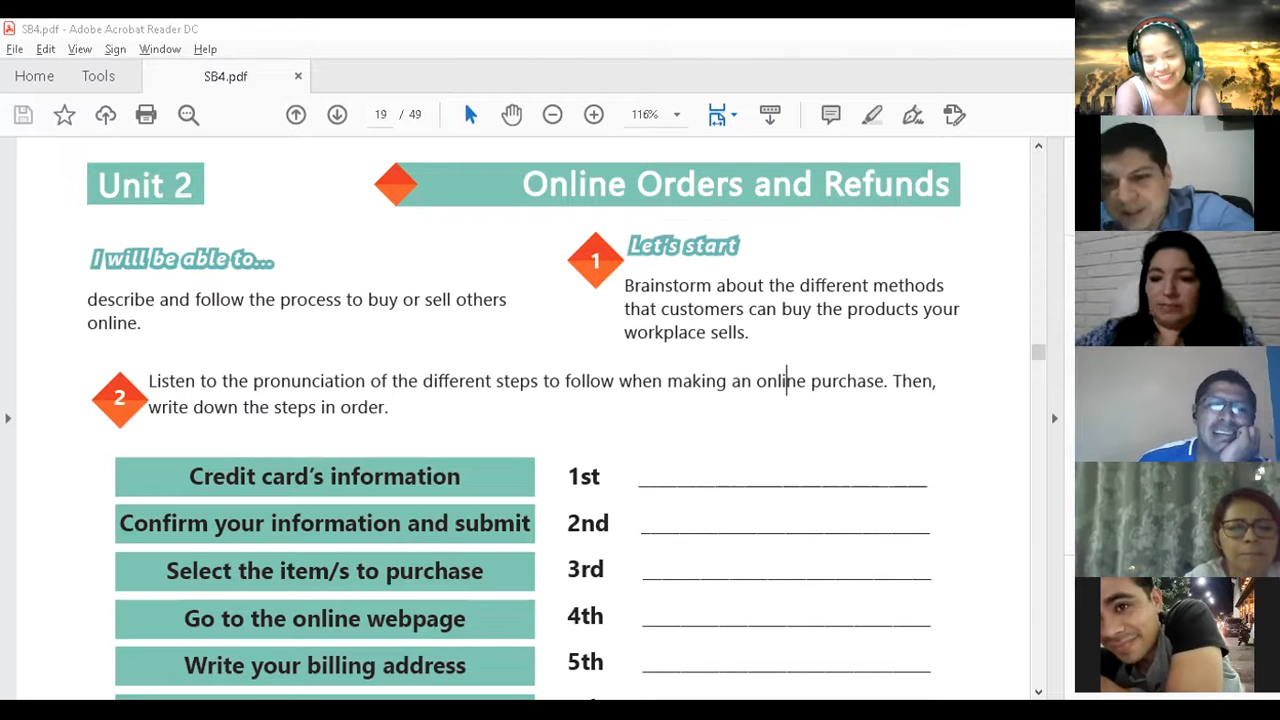 SB4.pdf - Adobe Acrobat Reader DC
File Edit View Sign Window Help
Home Tools SB4.pdf ×
19 / 49 116%
Unit 2
Online Orders and Refunds
I will be able to...
describe and follow the process to buy or sell others
online.
1 Let's start
Brainstorm about the different methods
that customers can buy the products your
workplace sells.
2 Listen to the pronunciation of the different steps to follow when making an online purchase. Then,
write down the steps in order.
Credit card's information 1st
Confirm your information and submit 2nd
Select the item/s to purchase 3rd
Go to the online webpage 4th
Write your billing address 5th